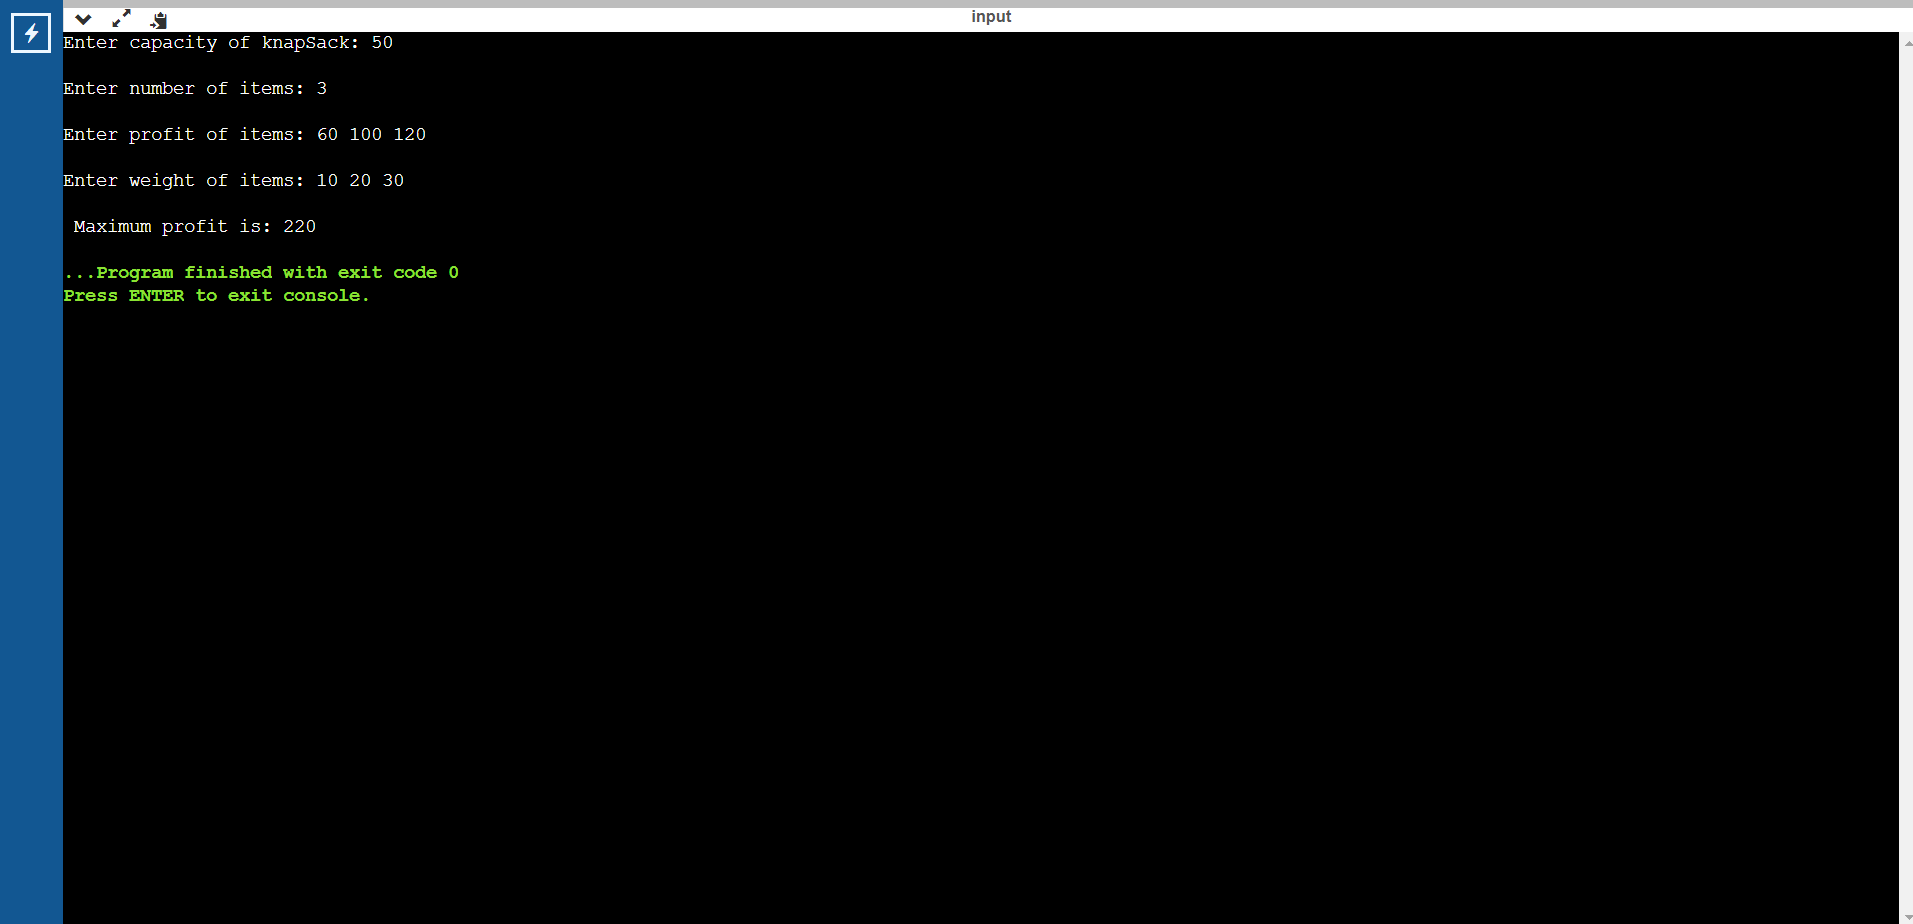 input
Enter capacity of knapSack: 50
Enter number of items: 3
Enter profit of items: 60 100 120
Enter weight of items: 10 20 30
Maximum profit is: 220
...Program finished with exit code 0
Press ENTER to exit console.